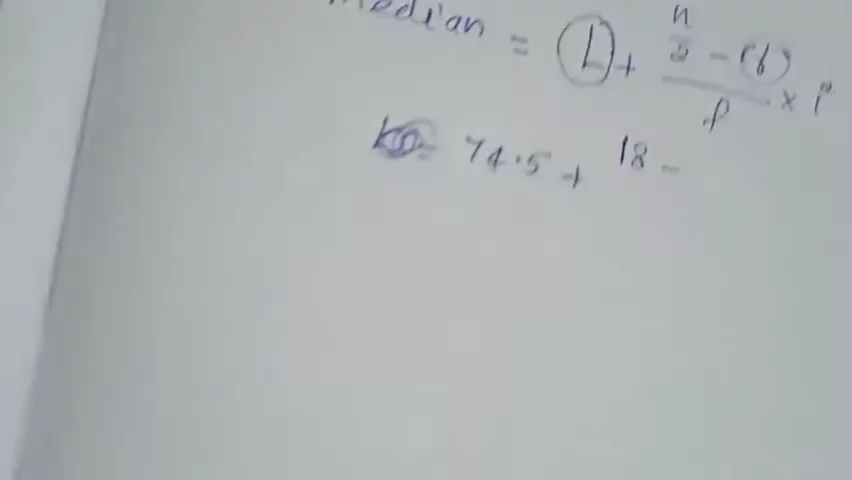 Median = L + n/2 - cf / f × i
= 74.5 + 18 -